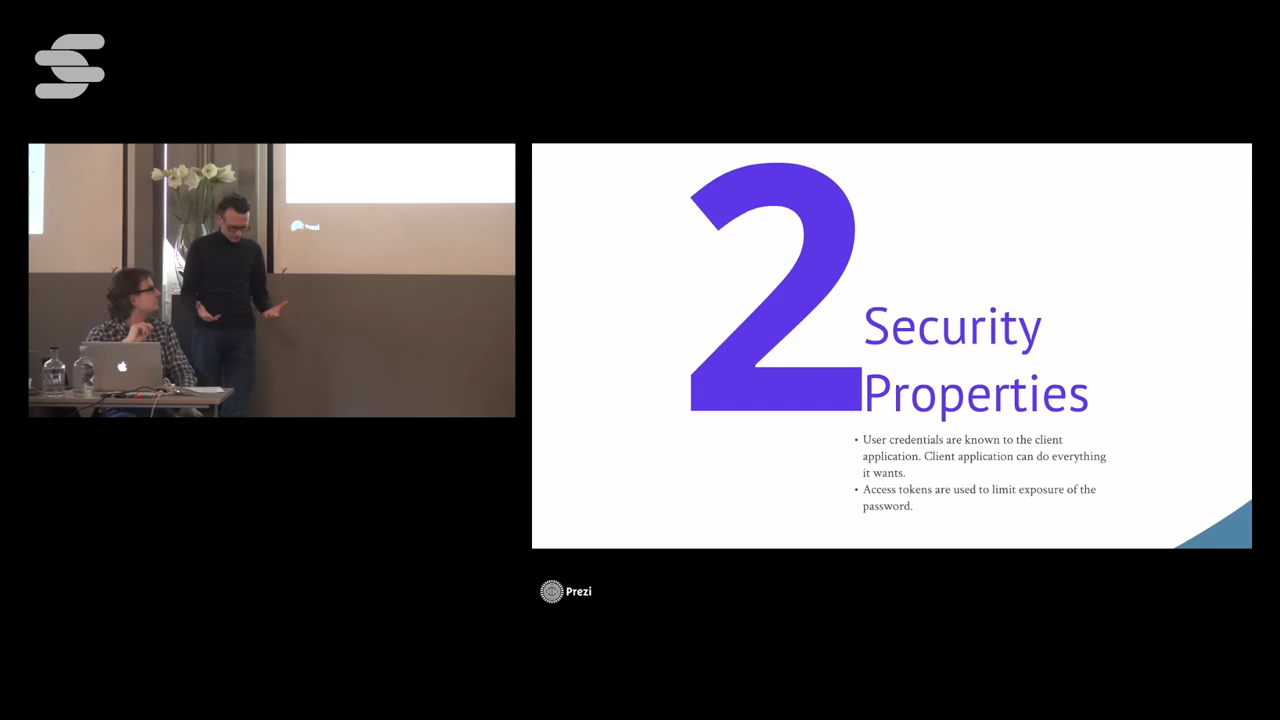 Prezi
2
Security
Properties
• User credentials are known to the client
application. Client application can do everything
it wants.
• Access tokens are used to limit exposure of the
password.
Prezi